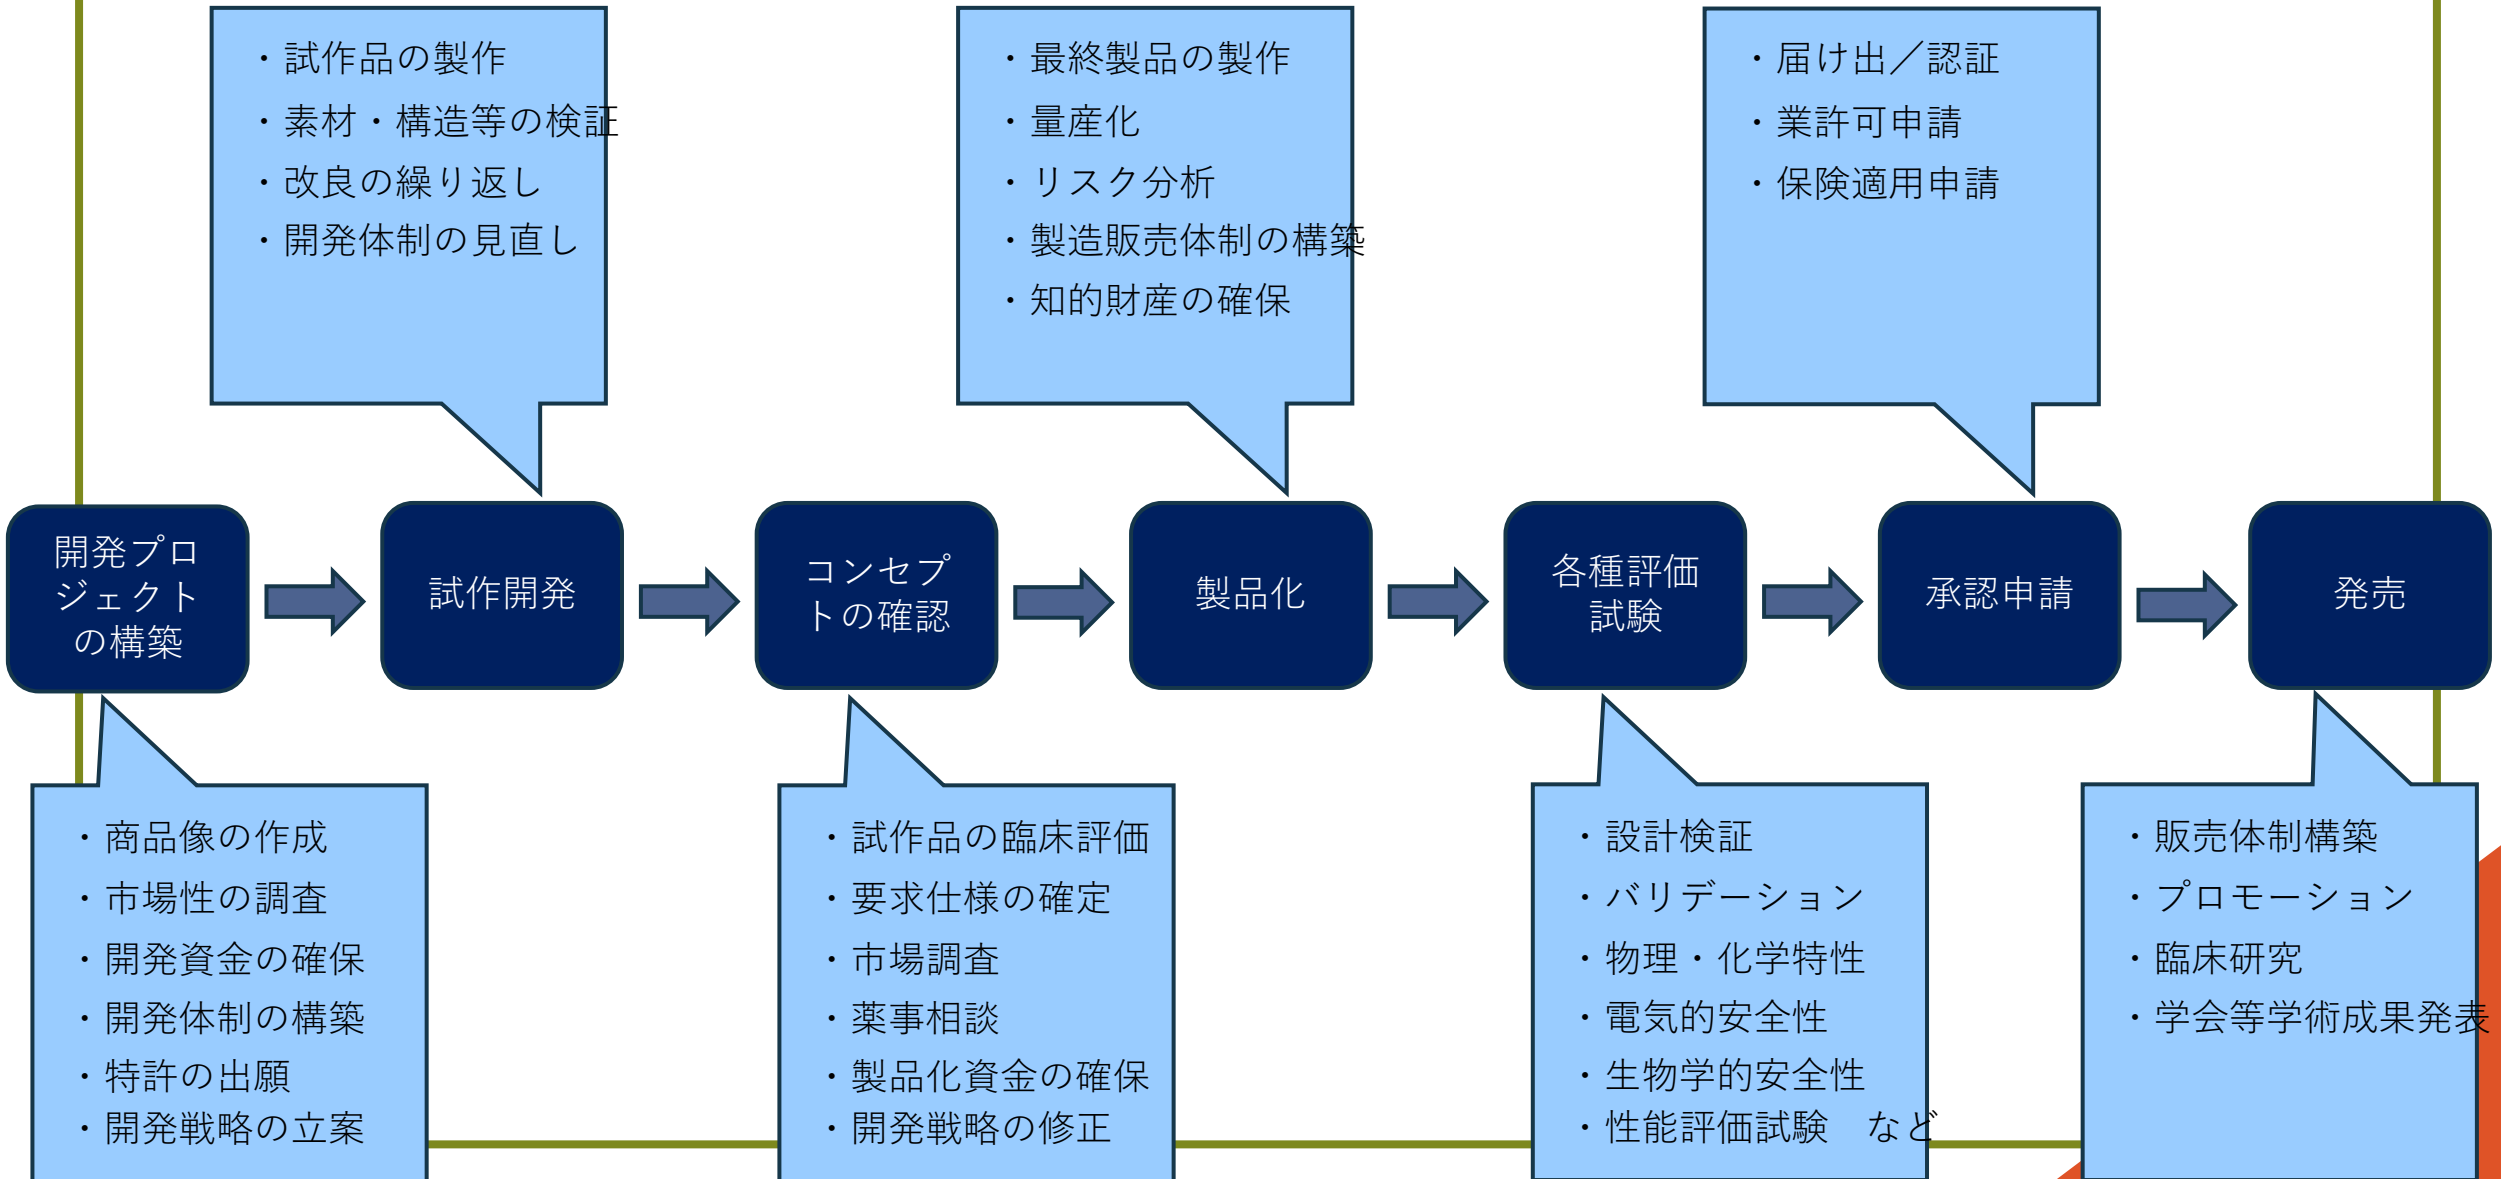 ・試作品の製作
・素材・構造等の検証
・改良の繰り返し
・開発体制の見直し
・最終製品の製作
・量産化
・リスク分析
・製造販売体制の構築
・知的財産の確保
・届け出／認証
・業許可申請
・保険適用申請
開発プロ
ジェクト
の構築
試作開発
コンセプ
トの確認
製品化
各種評価
試験
承認申請
発売
・商品像の作成
・市場性の調査
・開発資金の確保
・開発体制の構築
・特許の出願
・開発戦略の立案
・試作品の臨床評価
・要求仕様の確定
・市場調査
・薬事相談
・製品化資金の確保
・開発戦略の修正
・設計検証
・バリデーション
・物理・化学特性
・電気的安全性
・生物学的安全性
・性能評価試験　など
・販売体制構築
・プロモーション
・臨床研究
・学会等学術成果発表